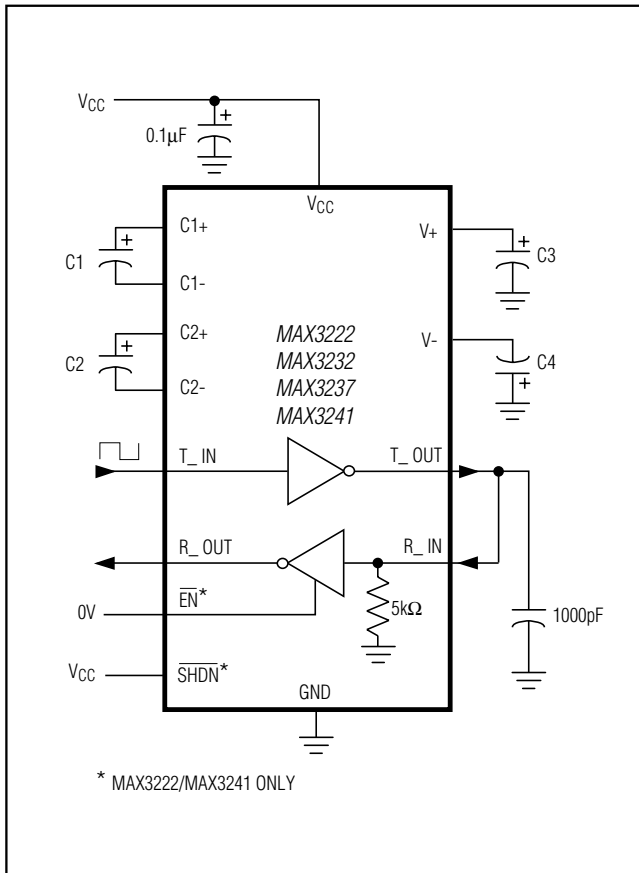 VCC
0.1µF
+
VCC
C1+
V+
C1
+
+
C3
C1-
C2+
V-
C2
+
C4
+
C2-
MAX3222
MAX3232
MAX3237
MAX3241
T_ IN
T_ OUT
R_ OUT
R_ IN
0V
EN*
5kΩ
1000pF
VCC
SHDN*
GND
* MAX3222/MAX3241 ONLY